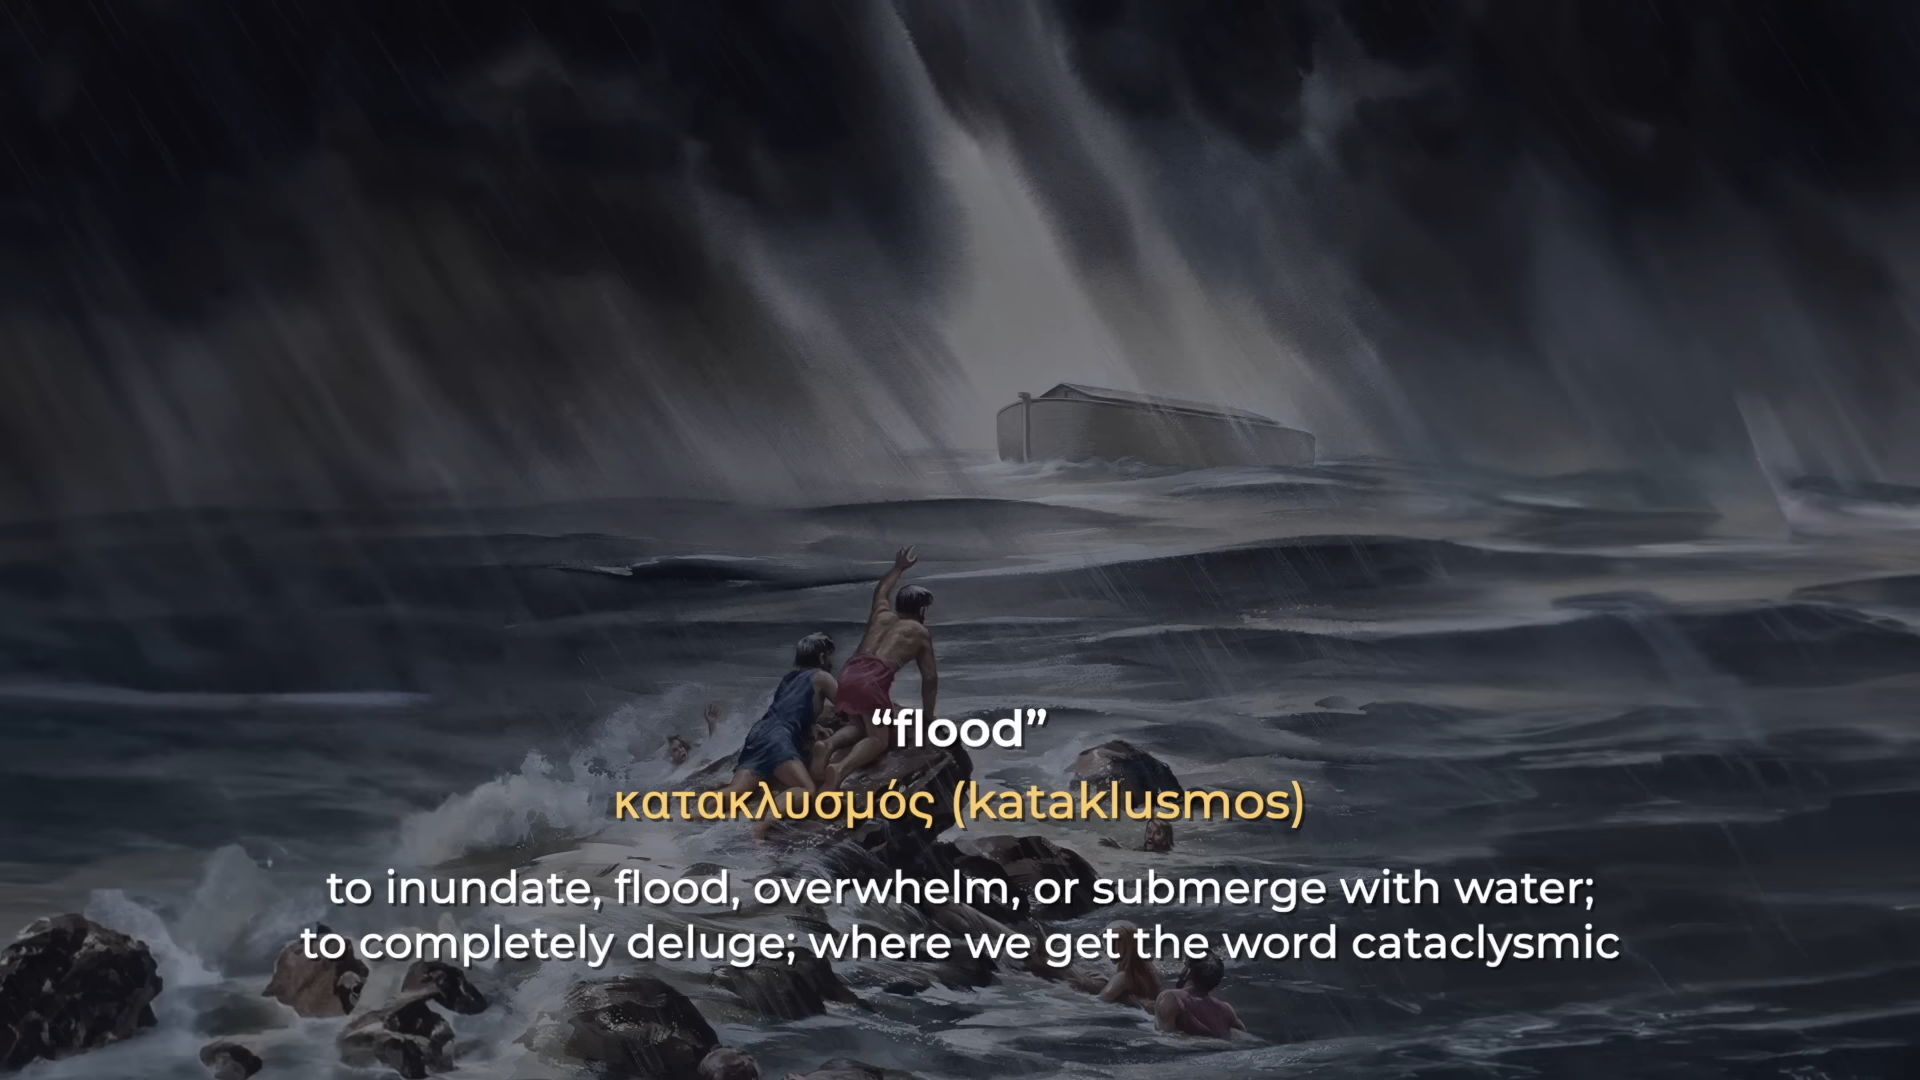 “flood”
κατακλυσμός (kataklusmos)
to inundate, flood, overwhelm, or submerge with water;
to completely deluge; where we get the word cataclysmic